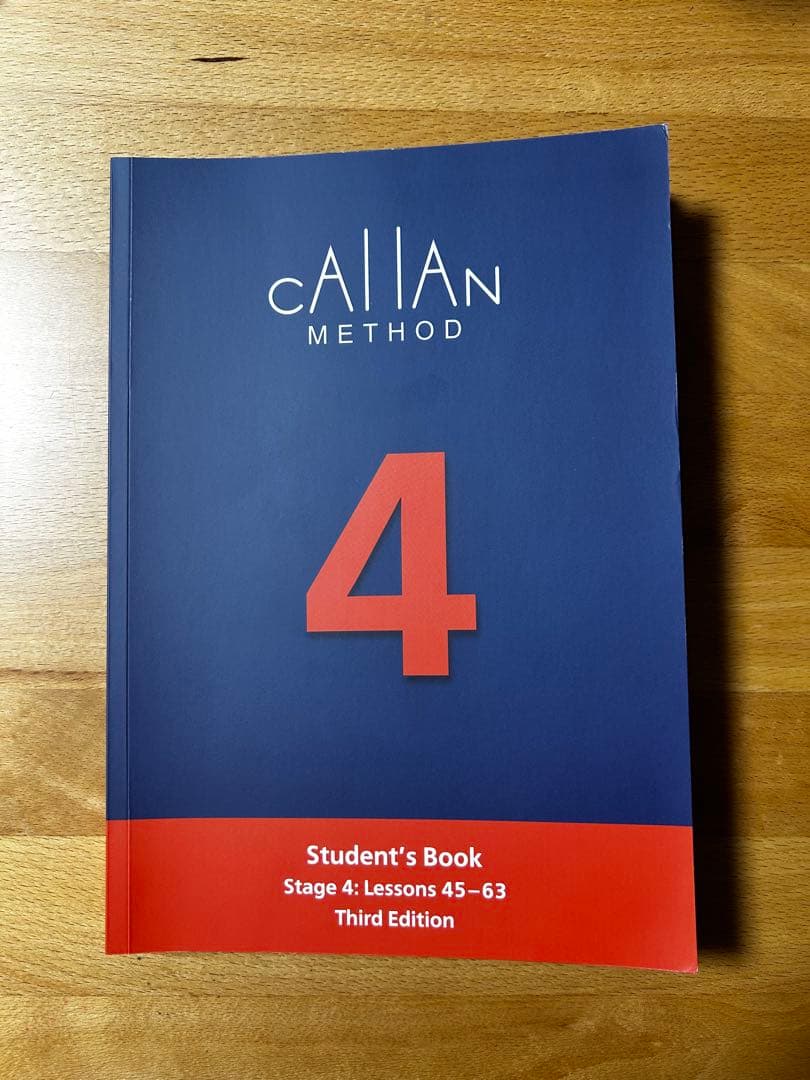 CALLAN
METHOD
4
Student's Book
Stage 4: Lessons 45–63
Third Edition